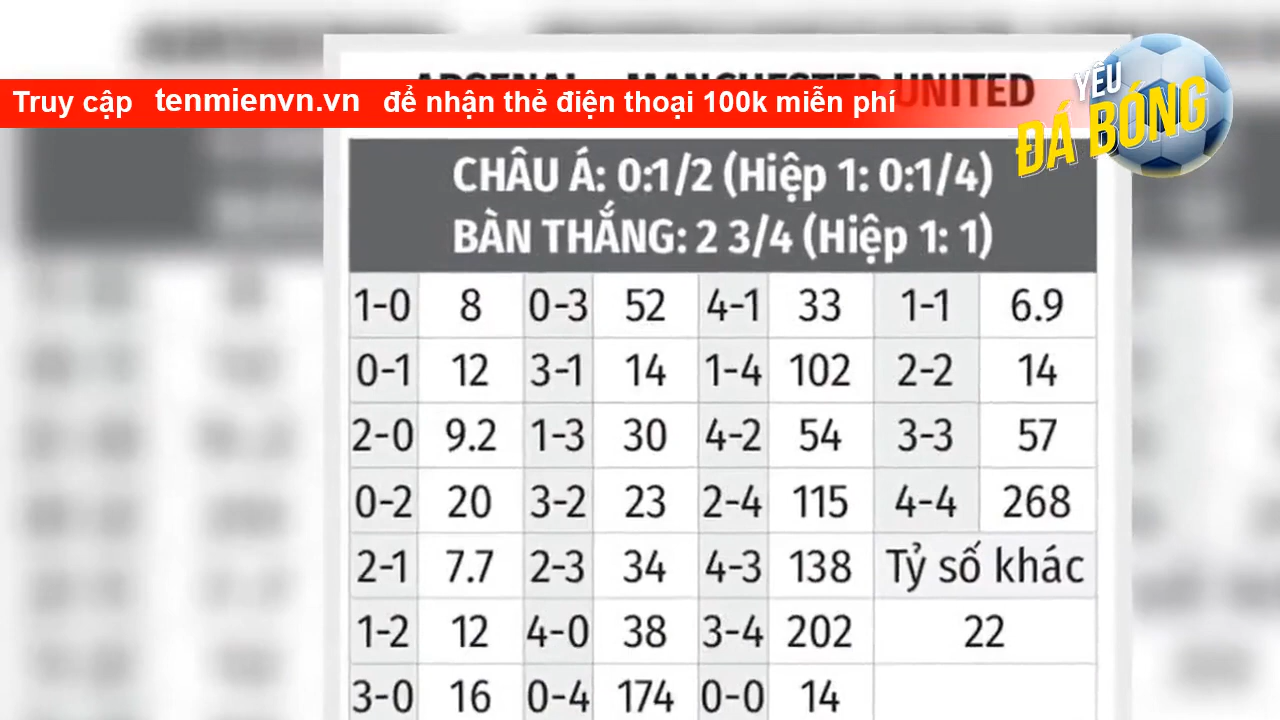 ARSENAL - MANCHESTER UNITED
Truy cập tenmienvn.vn để nhận thẻ điện thoại 100k miễn phí
YÊU
ĐÁ BÓNG
CHÂU Á: 0:1/2 (Hiệp 1: 0:1/4)
BÀN THẮNG: 2 3/4 (Hiệp 1: 1)
1-0 8 0-3 52 4-1 33 1-1 6.9
0-1 12 3-1 14 1-4 102 2-2 14
2-0 9.2 1-3 30 4-2 54 3-3 57
0-2 20 3-2 23 2-4 115 4-4 268
2-1 7.7 2-3 34 4-3 138 Tỷ số khác
1-2 12 4-0 38 3-4 202 22
3-0 16 0-4 174 0-0 14